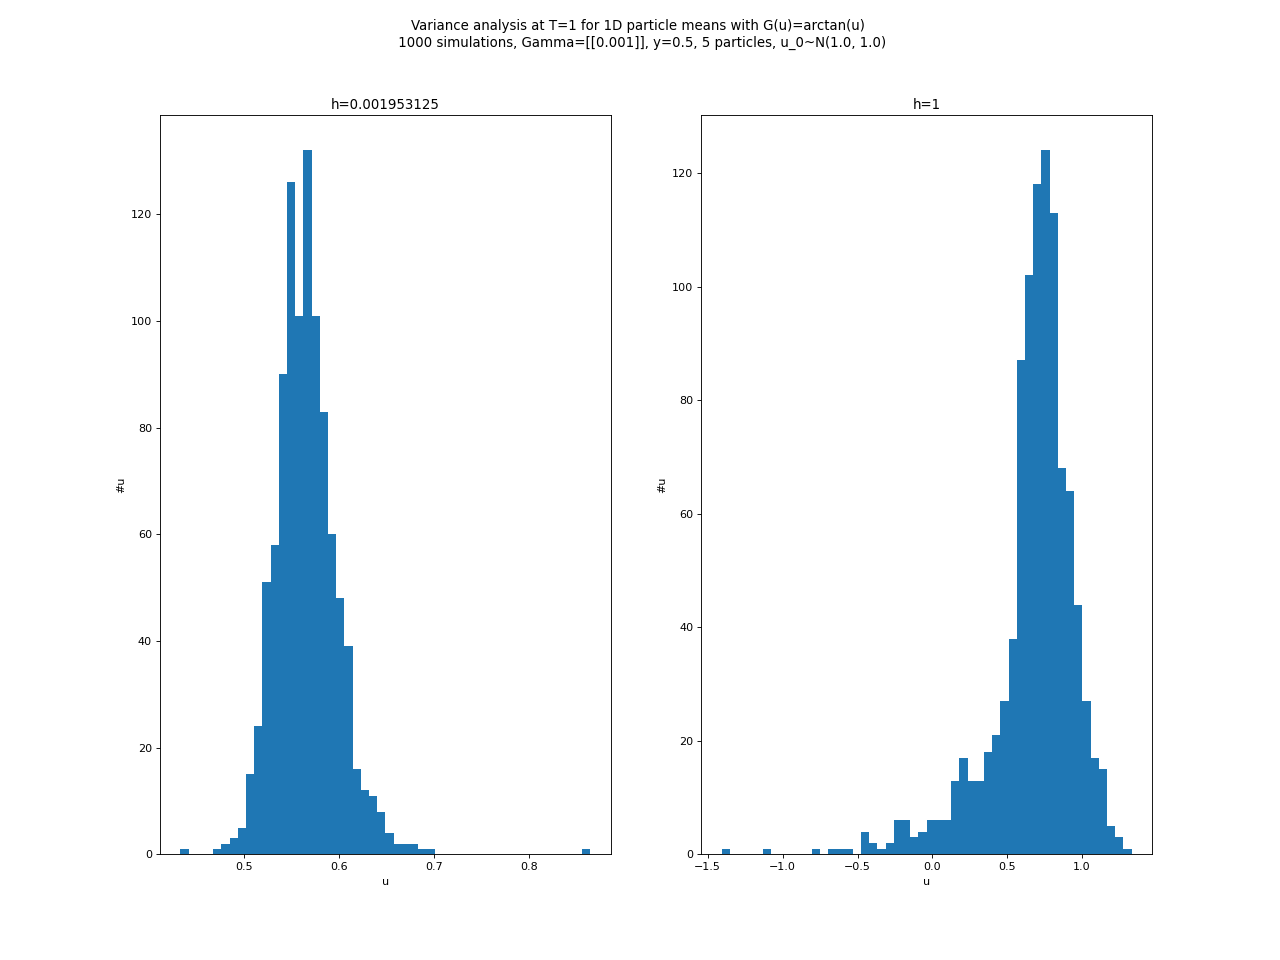 Variance analysis at T=1 for 1D particle means with G(u)=arctan(u)
1000 simulations, Gamma=[[0.001]], y=0.5, 5 particles, u_0~N(1.0, 1.0)
h=0.001953125
120
100
80
60
40
20
0
#u
0.5 0.6 0.7 0.8
u
h=1
120
100
80
60
40
20
0
#u
−1.5 −1.0 −0.5 0.0 0.5 1.0
u